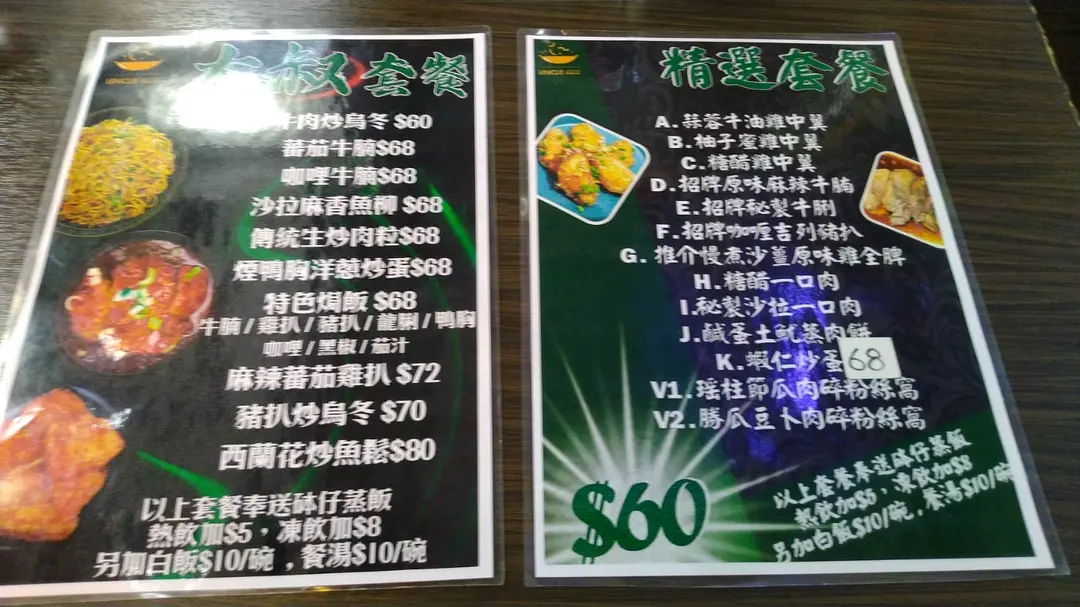 UNCLE
叔套餐
牛肉炒烏冬 $60
蕃茄牛腩$68
咖哩牛腩$68
沙拉麻香魚柳 $68
傳統生炒肉粒$68
煙鴨胸洋蔥炒蛋$68
特色焗飯 $68
牛腩 / 雞扒 / 豬扒 / 龍脷 / 鴨胸
咖哩 / 黑椒 / 茄汁
麻辣蕃茄雞扒 $72
豬扒炒烏冬 $70
西蘭花炒魚鬆$80
以上套餐奉送砵仔蒸飯
熱飲加$5，凍飲加$8
另加白飯$10/碗，餐湯$10/碗
UNCLE
精選套餐
A.蒜蓉牛油雞中翼
B.柚子蜜雞中翼
C.糖醋雞中翼
D.招牌原味麻辣牛腩
E.招牌秘製牛脷
F.招牌咖喱吉列豬扒
G.推介慢煮沙薑原味雞全髀
H.糖醋一口肉
I.秘製沙拉一口肉
J.鹹蛋土魷蒸肉餅
K.蝦仁炒蛋 68
V1.瑤柱節瓜肉碎粉絲窩
V2.勝瓜豆卜肉碎粉絲窩
$60
以上套餐奉送砵仔蒸飯
熱飲加$5，凍飲加$8
另加白飯$10/碗，餐湯$10/碗